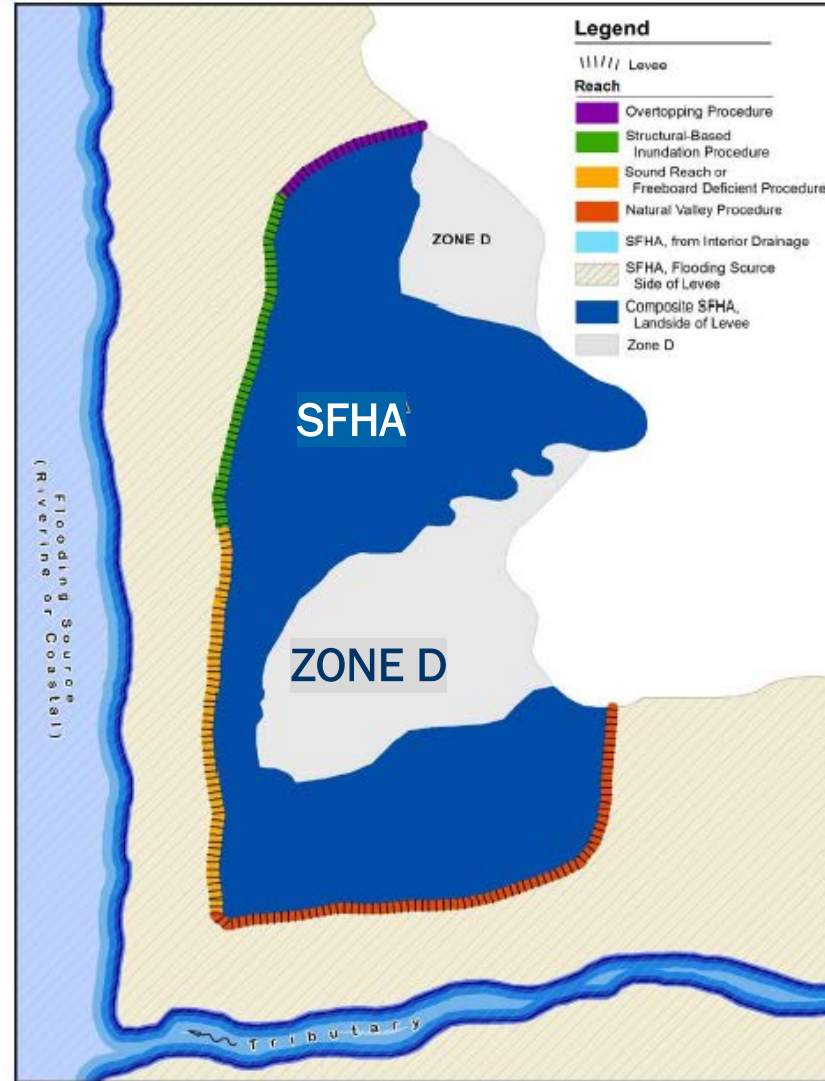 Legend
Levee
Reach
Overtopping Procedure
Structural-Based
Inundation Procedure
Sound Reach or
Freeboard Deficient Procedure
Natural Valley Procedure
SFHA, from Interior Drainage
SFHA, Flooding Source
Side of Levee
Composite SFHA,
Landside of Levee
Zone D
ZONE D
SFHA
ZONE D
Flooding Source
(Riverine or Coastal)
Tributary